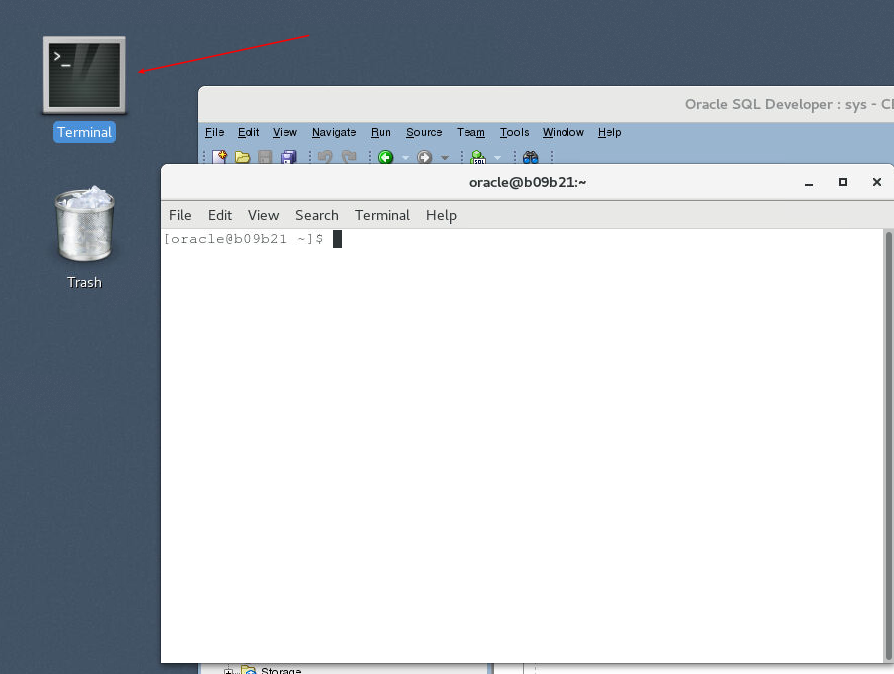 >_
Terminal
Trash
Oracle SQL Developer : sys -
File Edit View Navigate Run Source Team Tools Window Help
SQL
oracle@b09b21:~
File Edit View Search Terminal Help
[oracle@b09b21 ~]$
Storage